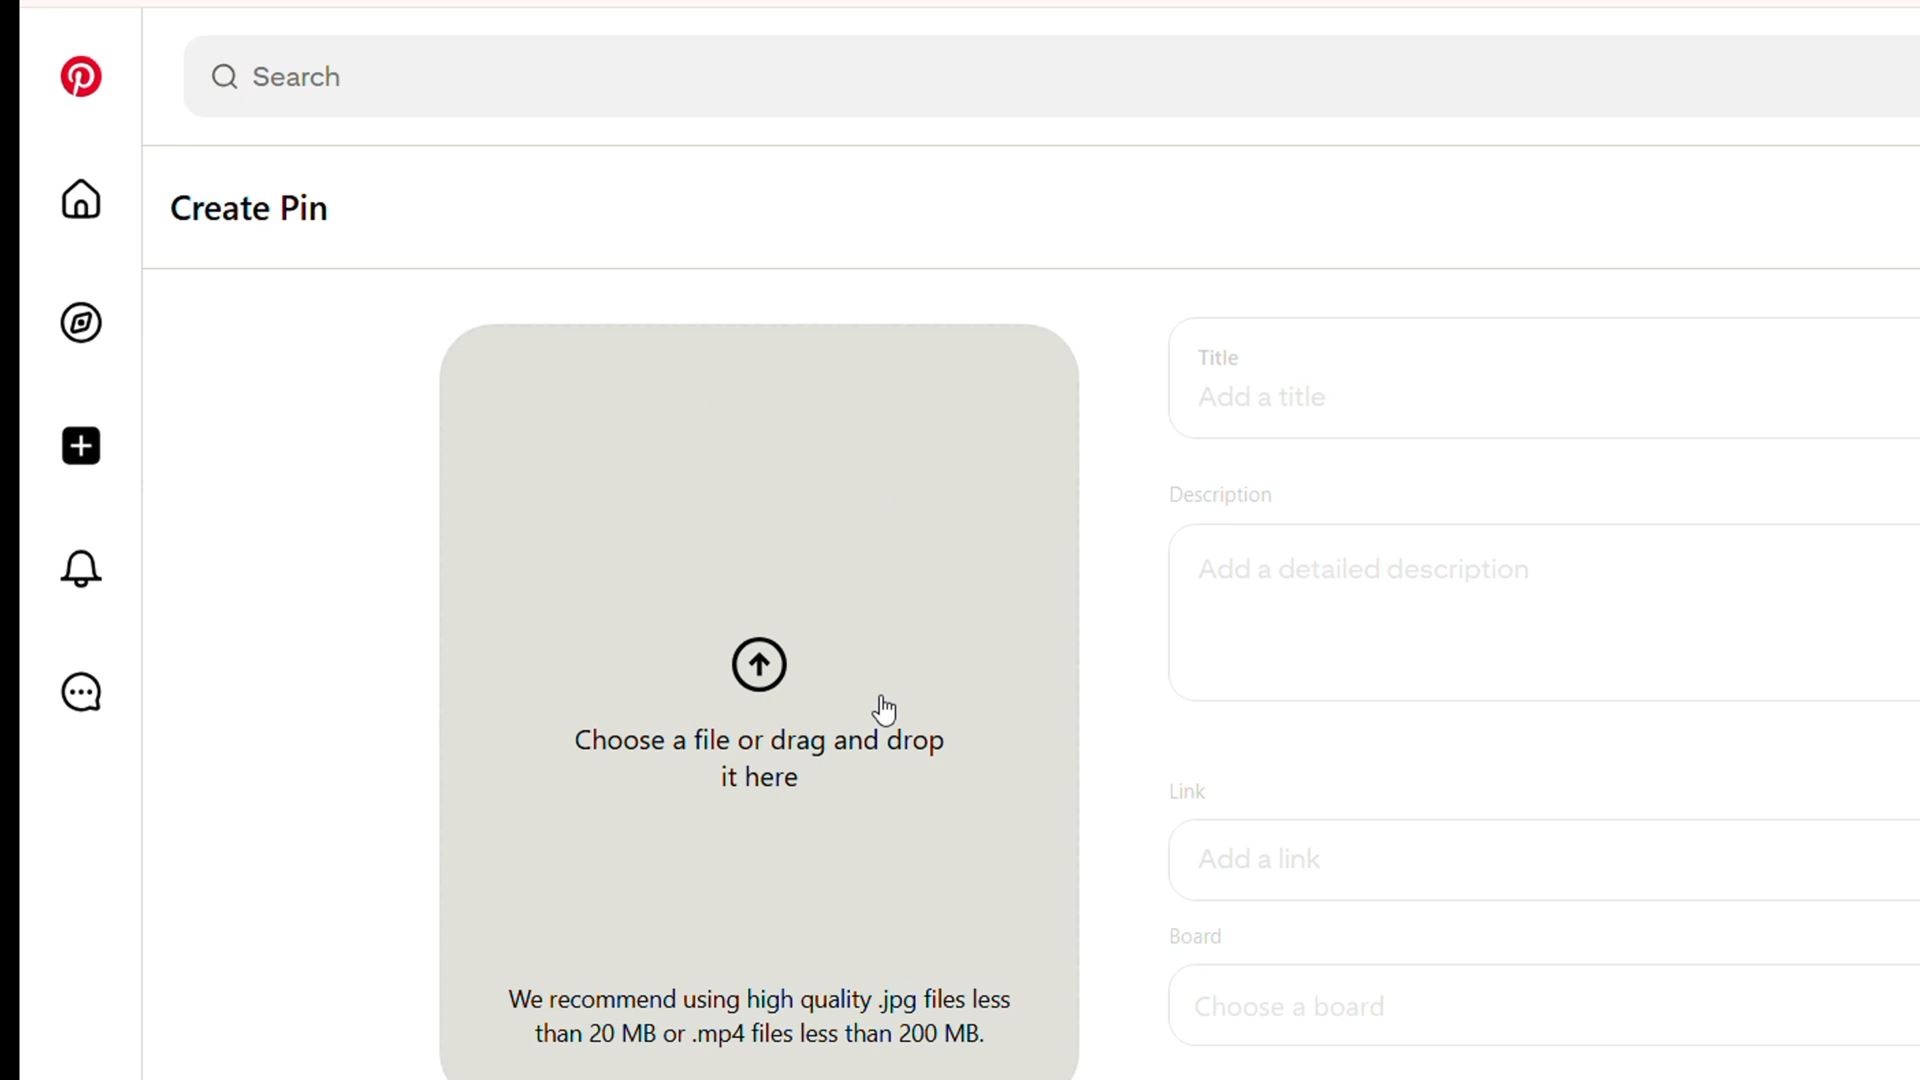 Search
Create Pin
Choose a file or drag and drop
it here
We recommend using high quality .jpg files less
than 20 MB or .mp4 files less than 200 MB.
Title
Add a title
Description
Add a detailed description
Link
Add a link
Board
Choose a board